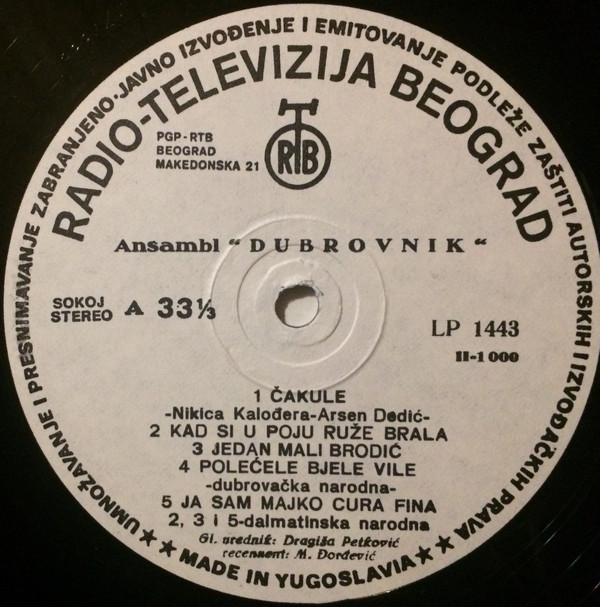 UMNOŽAVANJE I PRESNIMAVANJE ZABRANJENO·JAVNO IZVOĐENJE I EMITOVANJE PODLEŽE ZAŠTITI AUTORSKIH I IZVOĐAČKIH PRAVA
RADIO-TELEVIZIJA BEOGRAD
PGP-RTB
BEOGRAD
MAKEDONSKA 21
RTB
Ansambl “DUBROVNIK“
SOKOJ
STEREO
A 33⅓
LP 1443
II-1 000
1 ČAKULE
-Nikica Kalođera-Arsen Dedić-
2 KAD SI U POJU RUŽE BRALA
3 JEDAN MALI BRODIĆ
4 POLEĆELE BJELE VILE
-dubrovačka narodna-
5 JA SAM MAJKO CURA FINA
2, 3 i 5-dalmatinska narodna
Gl. urednik: Dragiša Petković
recenzent: M. Đorđević
★★ MADE IN YUGOSLAVIA ★★